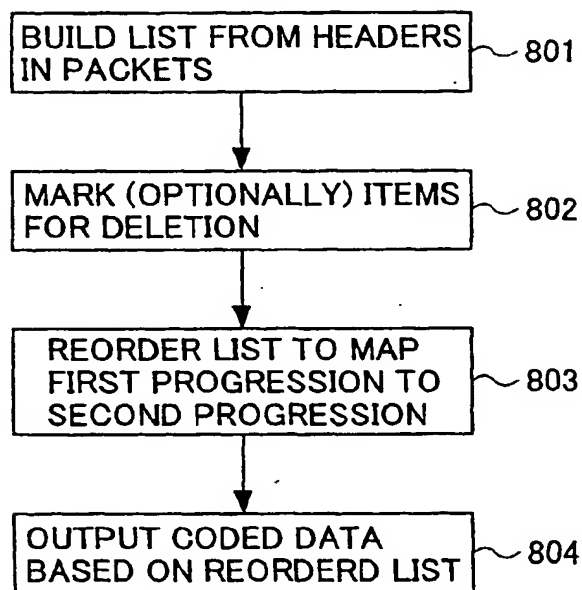 BUILD LIST FROM HEADERS
IN PACKETS
801
MARK (OPTIONALLY) ITEMS
FOR DELETION
802
REORDER LIST TO MAP
FIRST PROGRESSION TO
SECOND PROGRESSION
803
OUTPUT CODED DATA
BASED ON REORDERD LIST
804